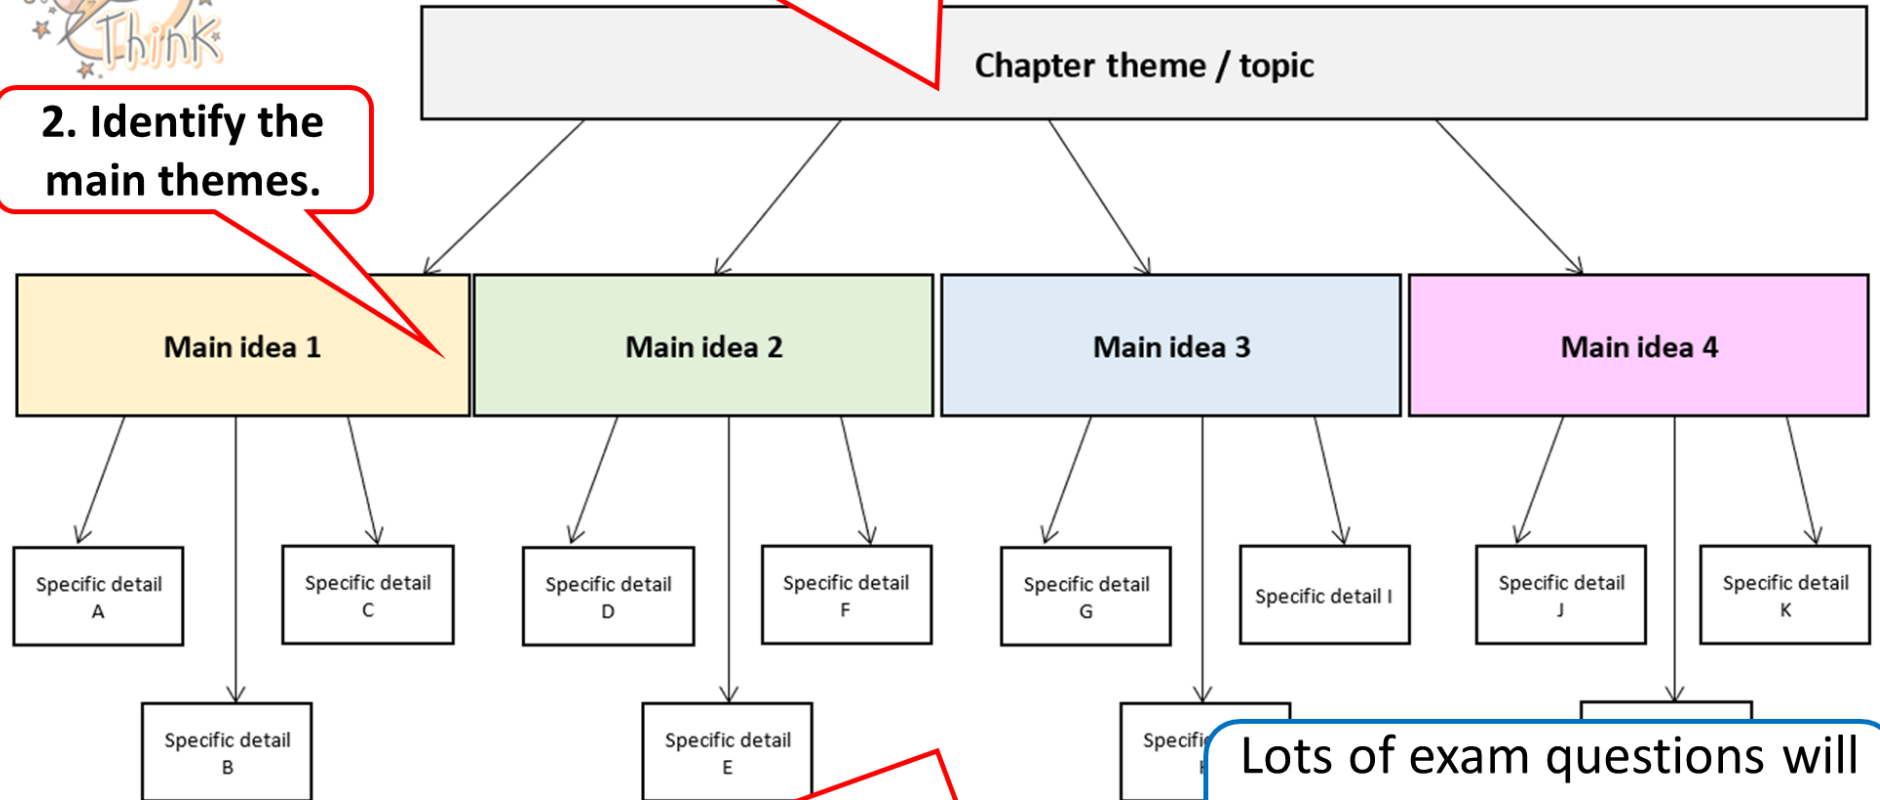 Think
Chapter theme / topic
2. Identify the
main themes.
Main idea 1
Main idea 2
Main idea 3
Main idea 4
Specific detail
A
Specific detail
C
Specific detail
D
Specific detail
F
Specific detail
G
Specific detail I
Specific detail
J
Specific detail
K
Specific detail
B
Specific detail
E
Lots of exam questions will